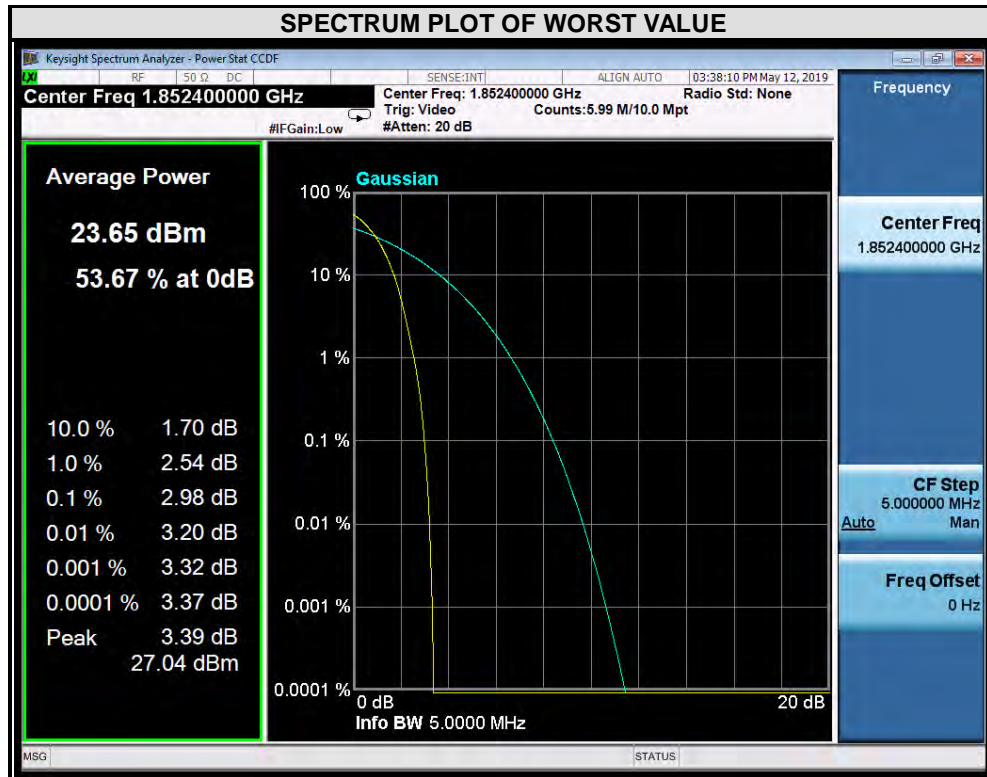 SPECTRUM PLOT OF WORST VALUE
Keysight Spectrum Analyzer - Power Stat CCDF
LXI RF 50 Ω DC SENSE:INT ALIGN AUTO 03:38:10 PM May 12, 2019
Center Freq 1.852400000 GHz
Center Freq: 1.852400000 GHz Radio Std: None
Trig: Video Counts:5.99 M/10.0 Mpt
#IFGain:Low #Atten: 20 dB
Average Power
23.65 dBm
53.67 % at 0dB
10.0 % 1.70 dB
1.0 % 2.54 dB
0.1 % 2.98 dB
0.01 % 3.20 dB
0.001 % 3.32 dB
0.0001 % 3.37 dB
Peak 3.39 dB
27.04 dBm
Gaussian
100 %
10 %
1 %
0.1 %
0.01 %
0.001 %
0.0001 %
0 dB 20 dB
Info BW 5.0000 MHz
Frequency
Center Freq
1.852400000 GHz
CF Step
5.000000 MHz
Auto Man
Freq Offset
0 Hz
MSG STATUS